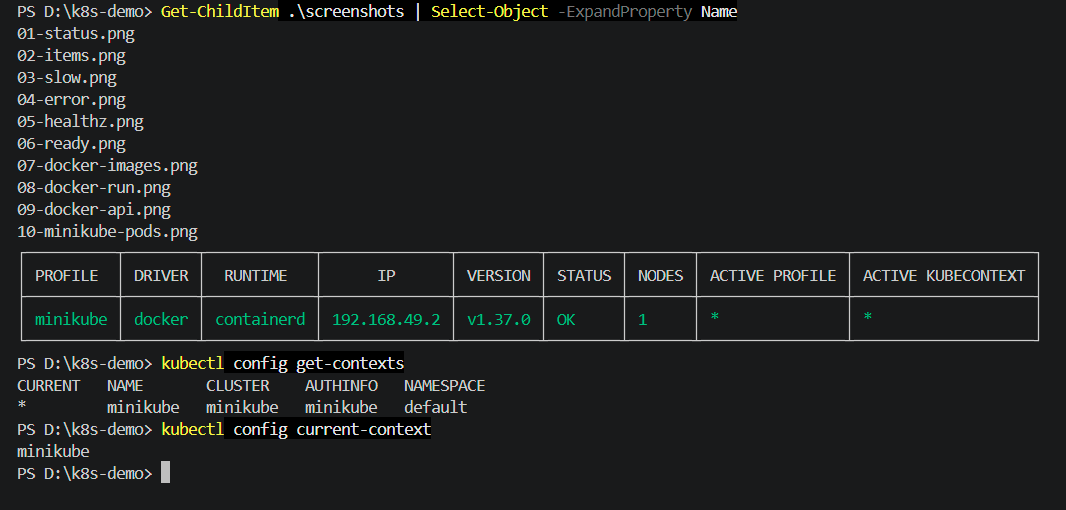 PS D:\k8s-demo> Get-ChildItem .\screenshots | Select-Object -ExpandProperty Name
01-status.png
02-items.png
03-slow.png
04-error.png
05-healthz.png
06-ready.png
07-docker-images.png
08-docker-run.png
09-docker-api.png
10-minikube-pods.png
PROFILE DRIVER RUNTIME IP VERSION STATUS NODES ACTIVE PROFILE ACTIVE KUBECONTEXT
minikube docker containerd 192.168.49.2 v1.37.0 OK 1 * *
PS D:\k8s-demo> kubectl config get-contexts
CURRENT NAME CLUSTER AUTHINFO NAMESPACE
* minikube minikube minikube default
PS D:\k8s-demo> kubectl config current-context
minikube
PS D:\k8s-demo>